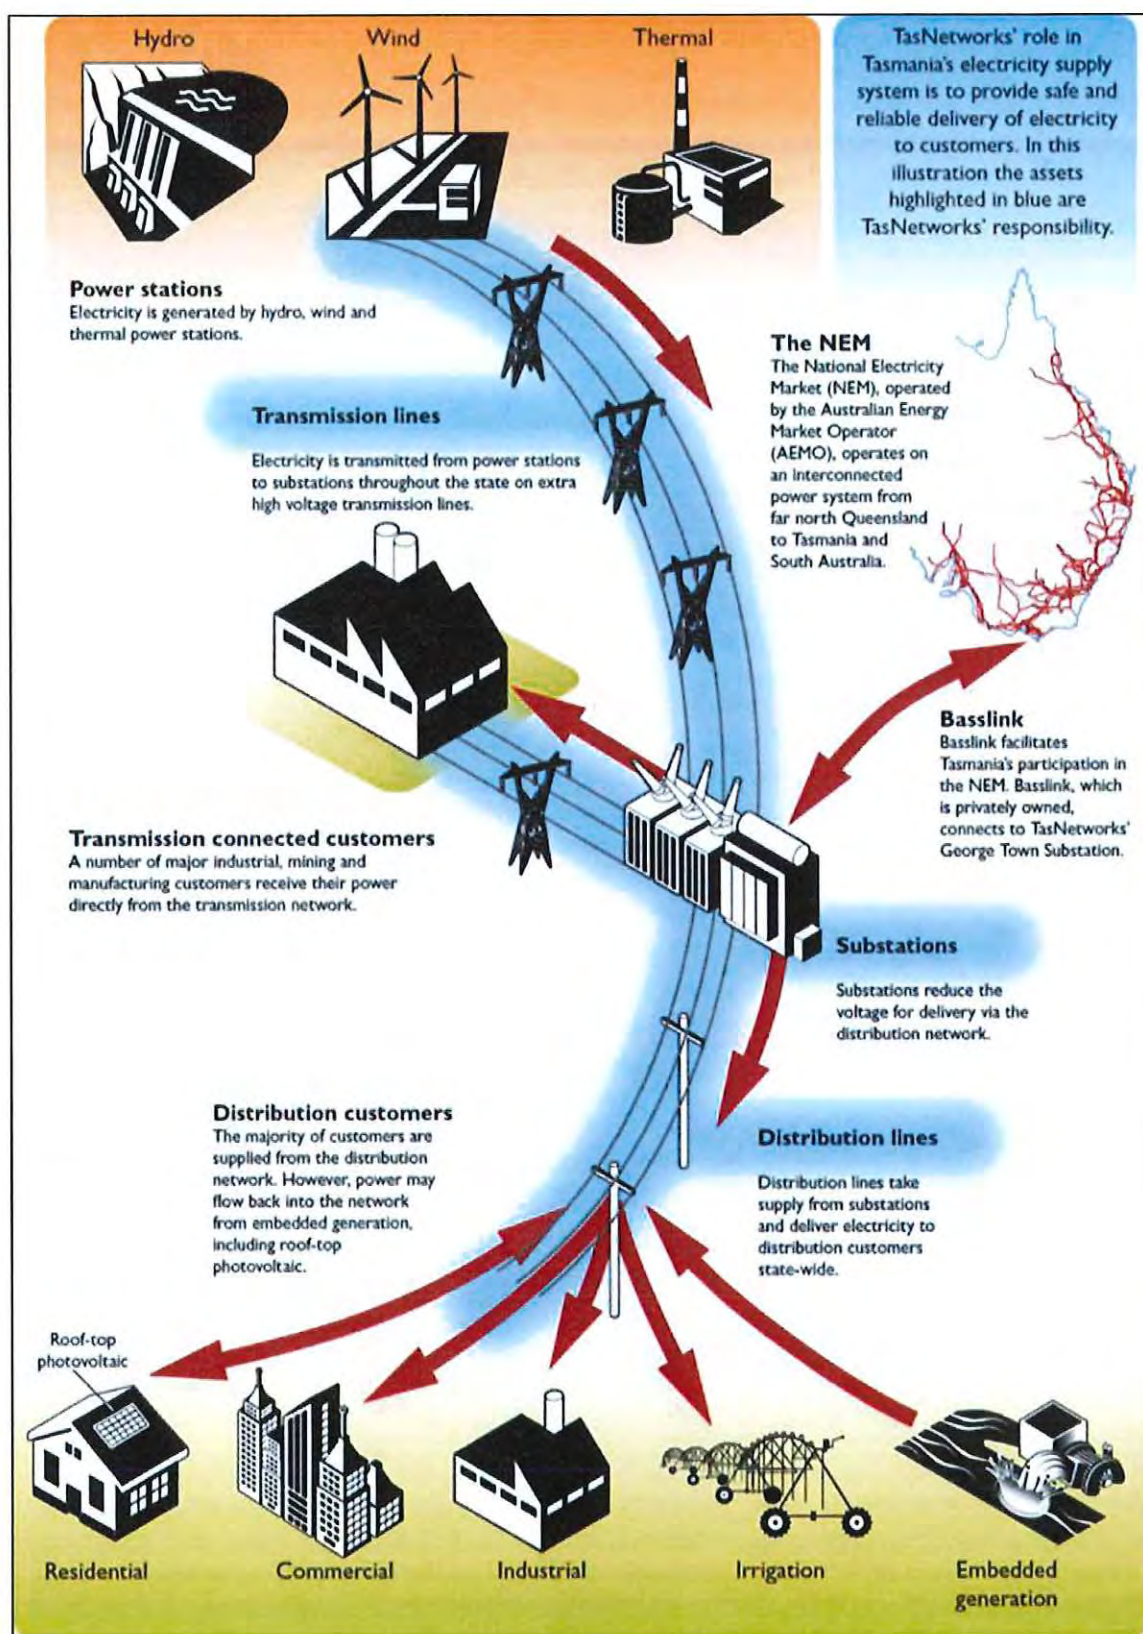 Hydro
Wind
Thermal
TasNetworks' role in
Tasmania's electricity supply
system is to provide safe and
reliable delivery of electricity
to customers. In this
illustration the assets
highlighted in blue are
TasNetworks' responsibility.
Power stations
Electricity is generated by hydro, wind and
thermal power stations.
The NEM
The National Electricity
Market (NEM), operated
by the Australian Energy
Market Operator
(AEMO), operates on
an interconnected
power system from
far north Queensland
to Tasmania and
South Australia.
Transmission lines
Electricity is transmitted from power stations
to substations throughout the state on extra
high voltage transmission lines.
Basslink
Basslink facilitates
Tasmania's participation in
the NEM. Basslink, which
is privately owned,
connects to TasNetworks'
George Town Substation.
Transmission connected customers
A number of major industrial, mining and
manufacturing customers receive their power
directly from the transmission network.
Substations
Substations reduce the
voltage for delivery via the
distribution network.
Distribution customers
The majority of customers are
supplied from the distribution
network. However, power may
flow back into the network
from embedded generation,
including roof-top
photovoltaic.
Distribution lines
Distribution lines take
supply from substations
and deliver electricity to
distribution customers
state-wide.
Roof-top
photovoltaic
Residential
Commercial
Industrial
Irrigation
Embedded
generation